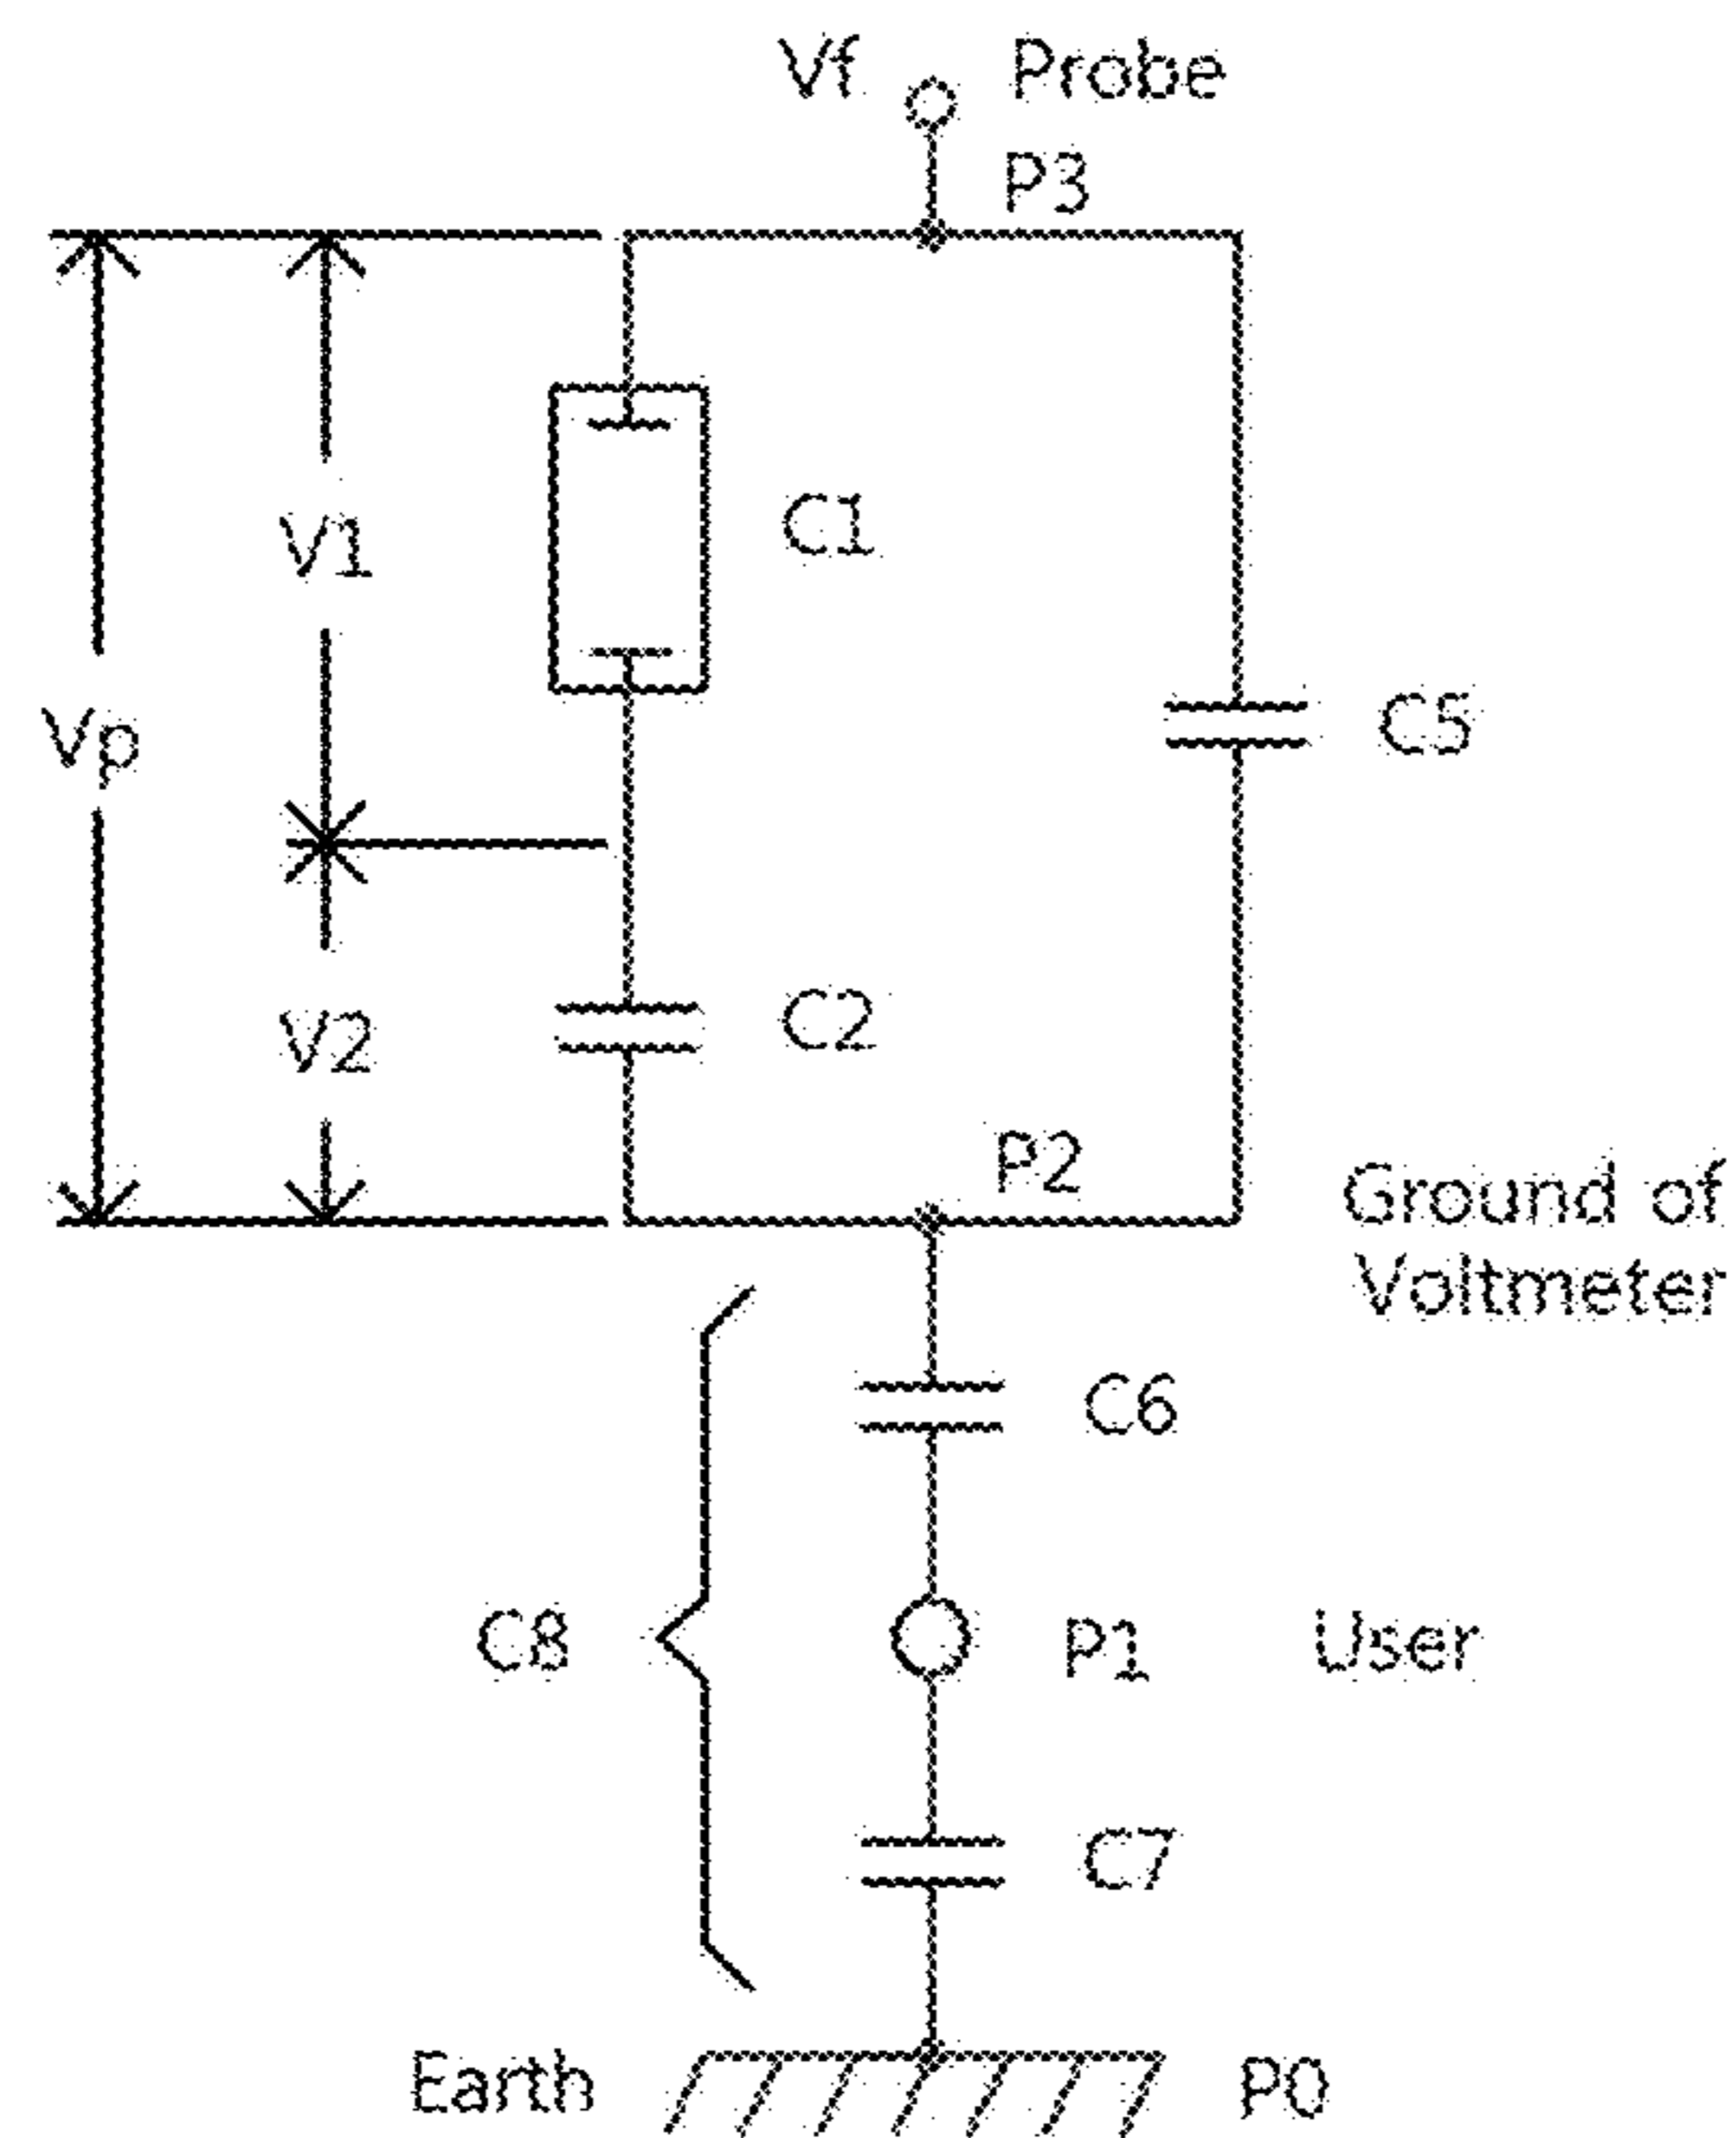 Vf Probe
P3
C1
V1
C5
Vp
C2
V2
P2
Ground of
Voltmeter
C6
C8 P1 User
C7
Earth P0